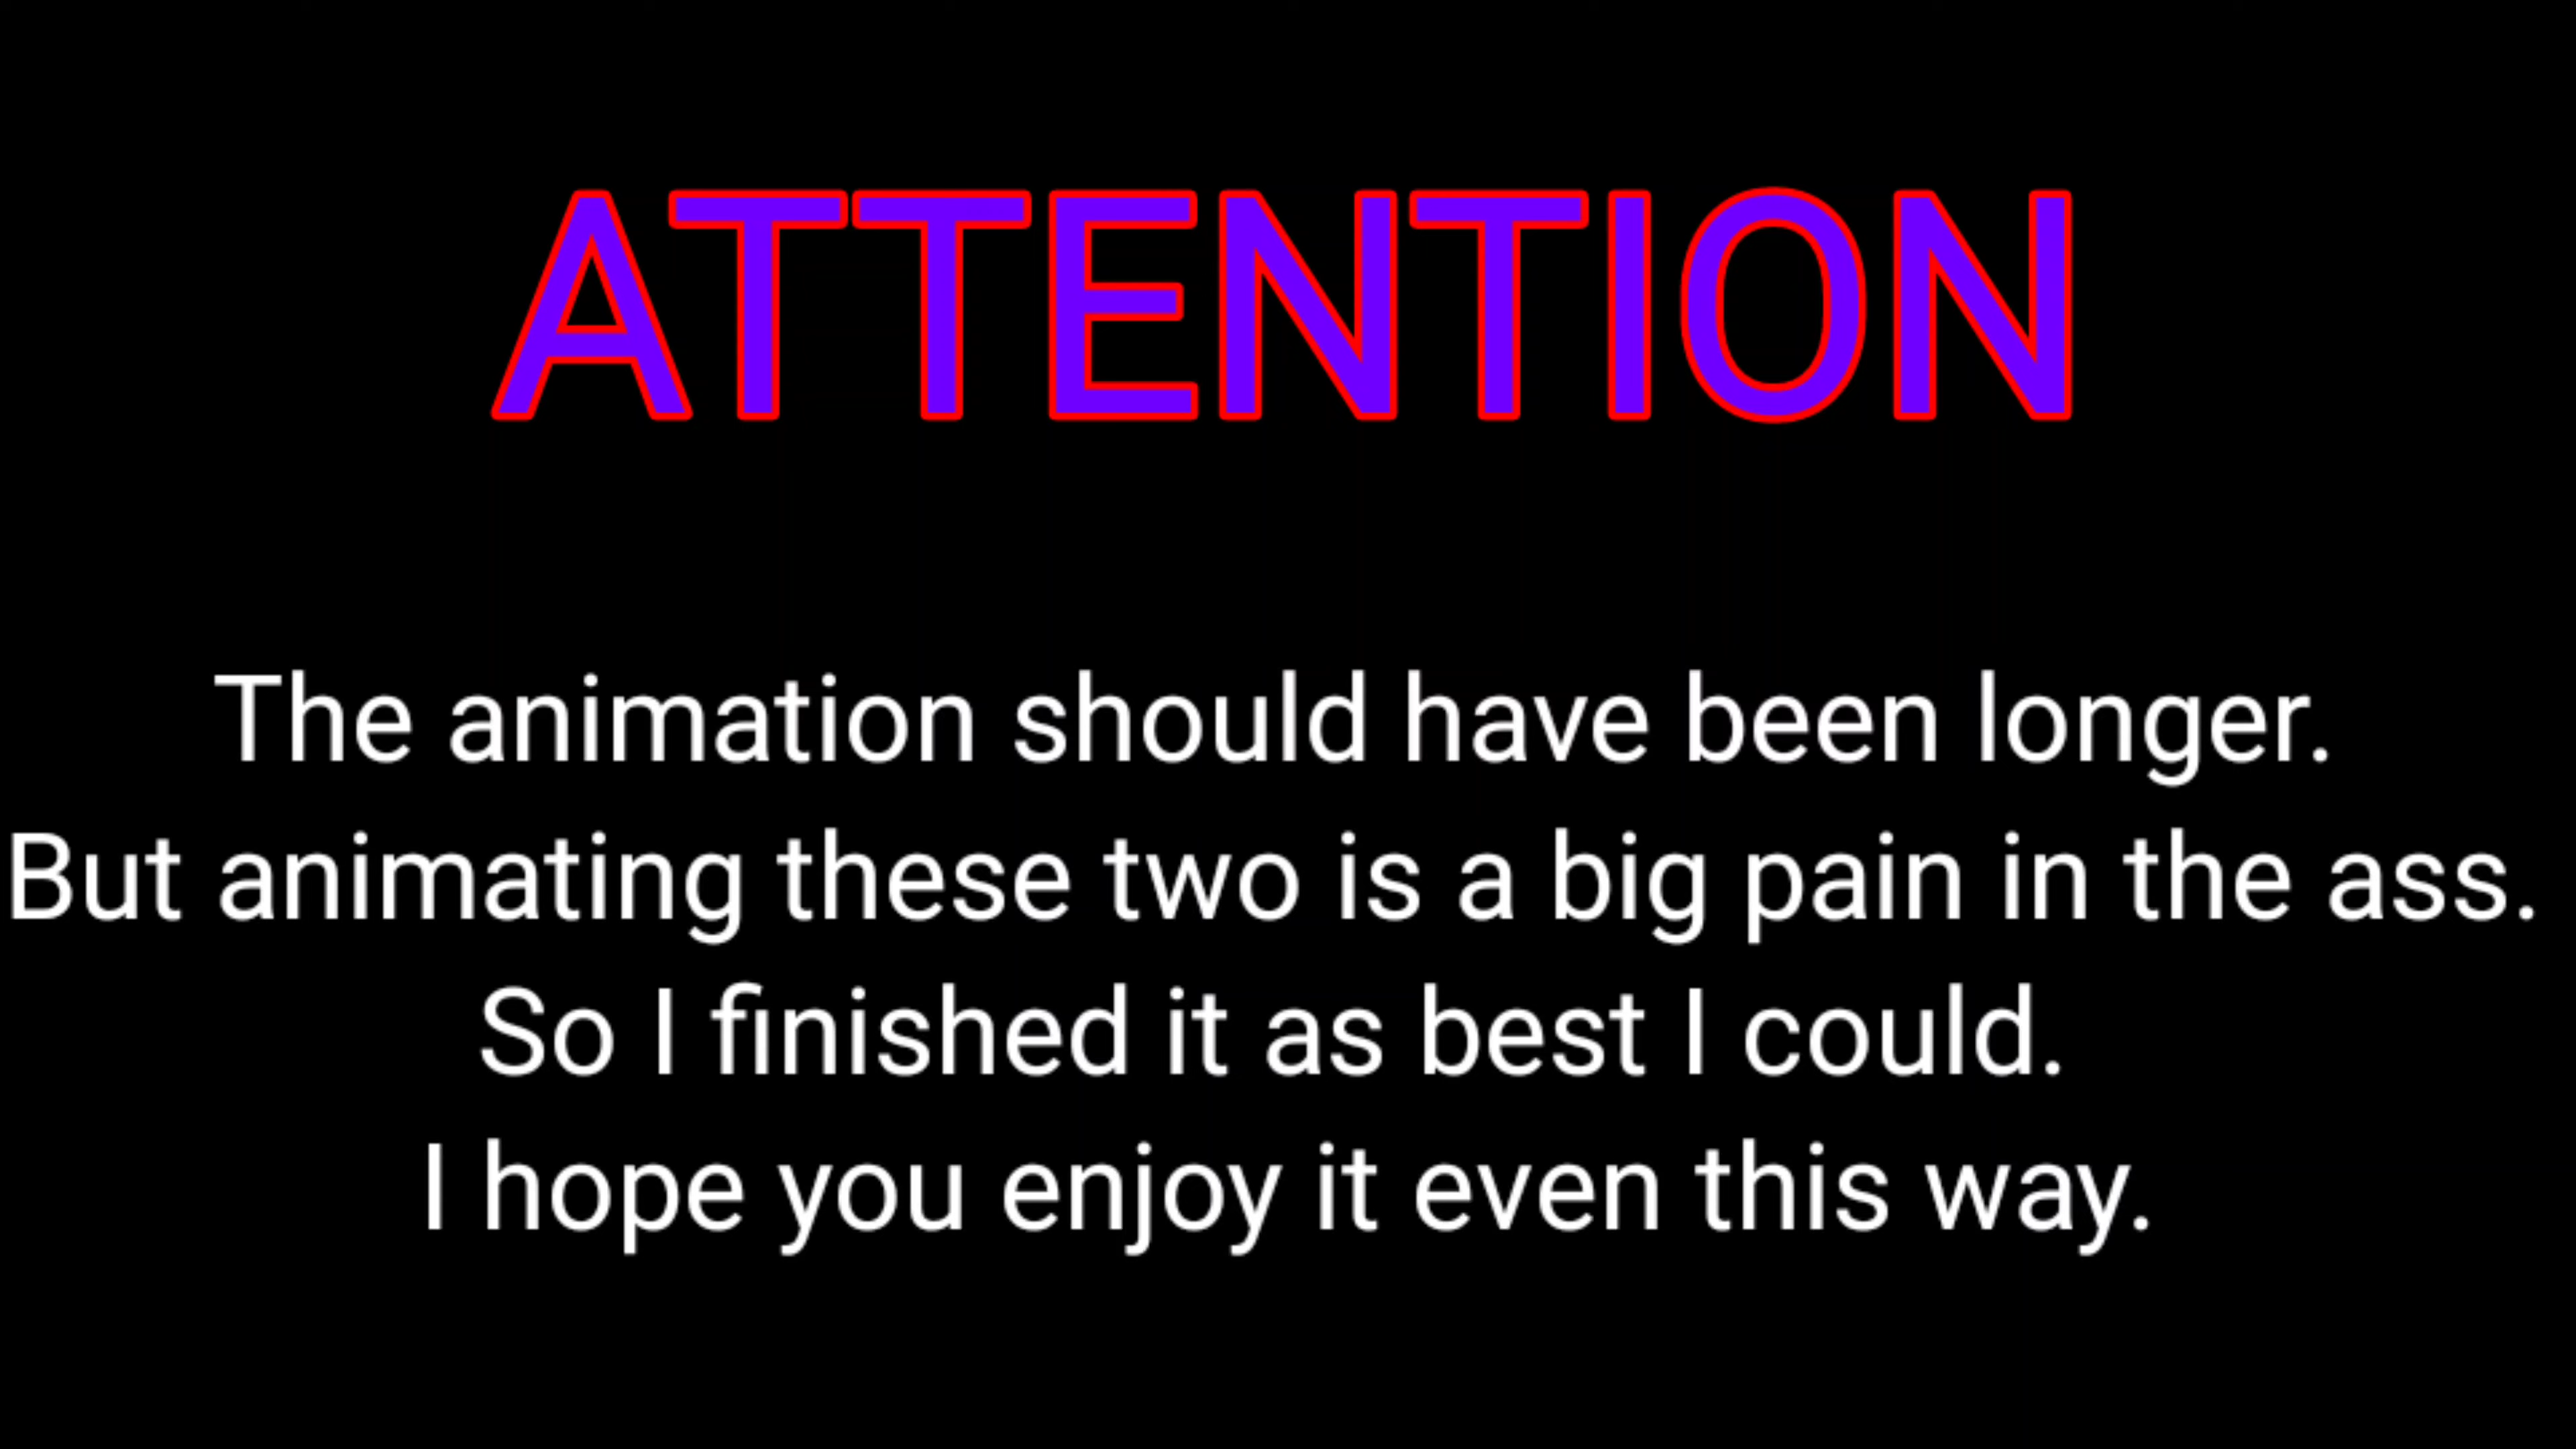 ATTENTION
The animation should have been longer.
But animating these two is a big pain in the ass.
So I finished it as best I could.
I hope you enjoy it even this way.